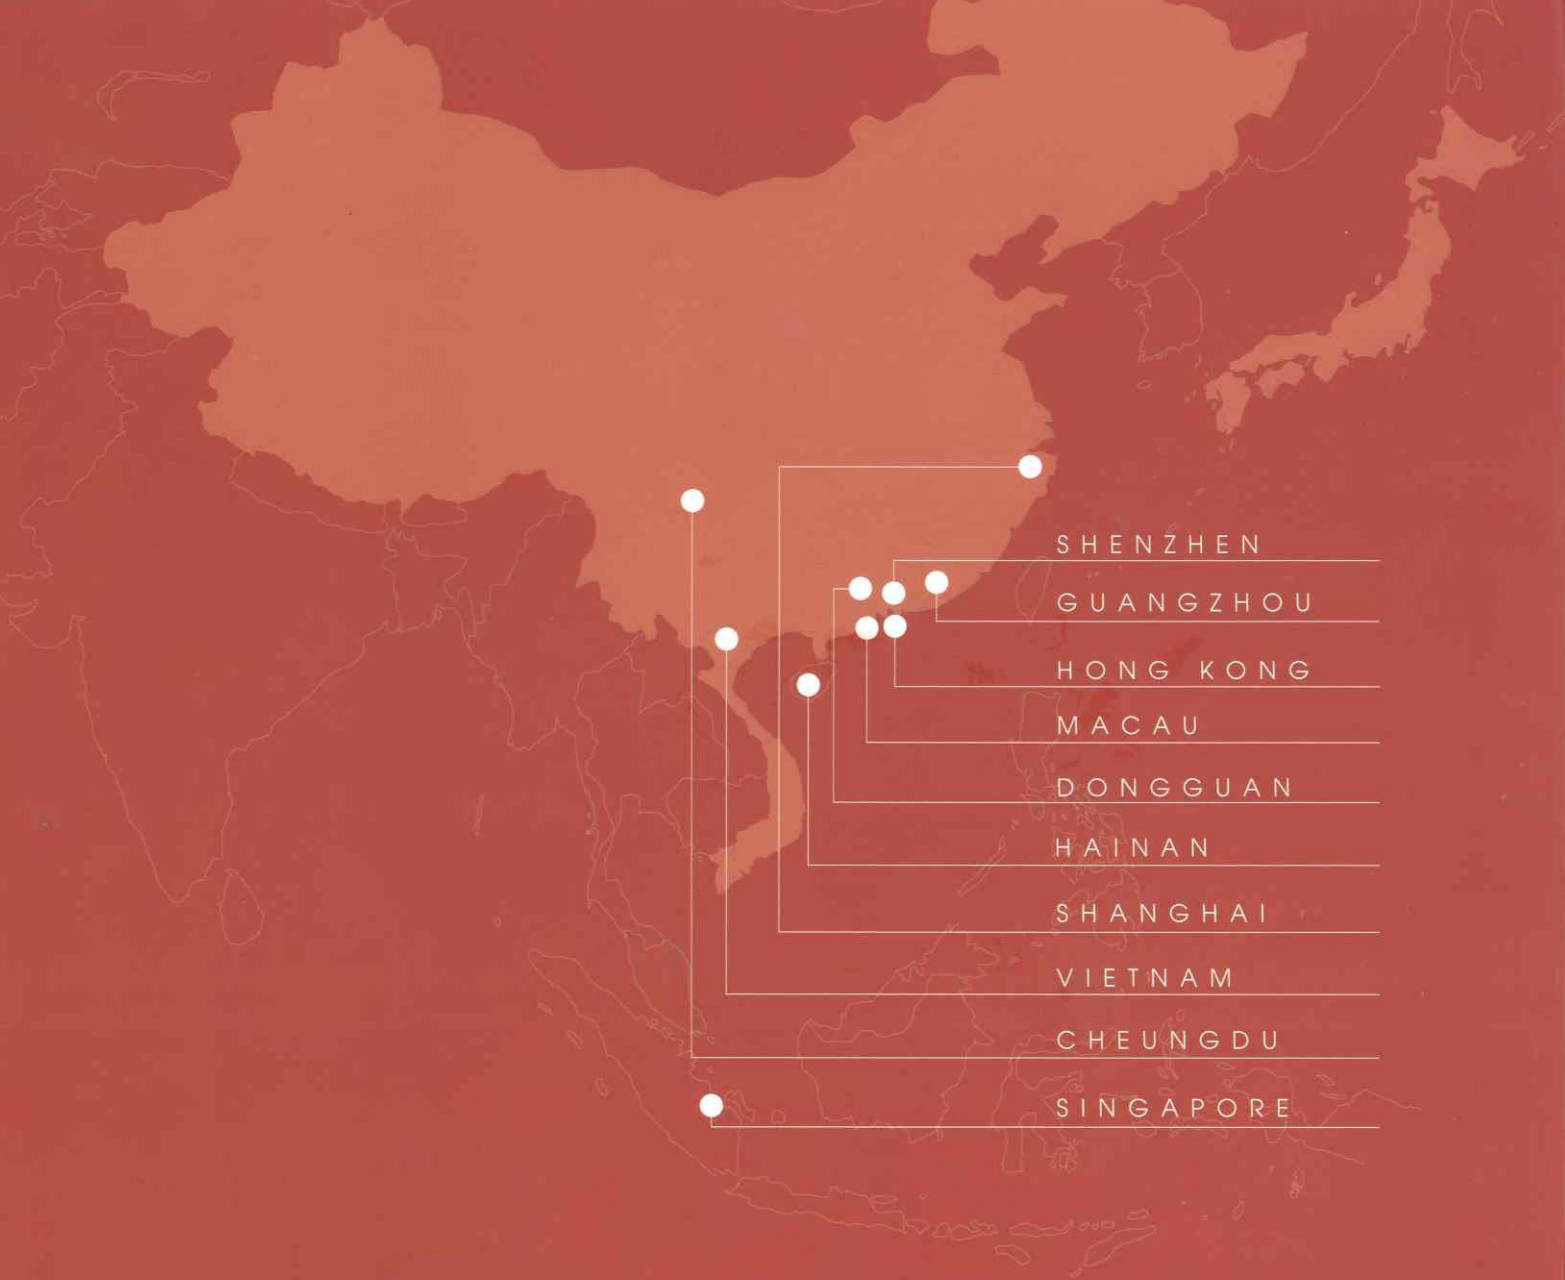 SHENZHEN
GUANGZHOU
HONG KONG
MACAU
DONGGUAN
HAINAN
SHANGHAI
VIETNAM
CHEUNGDU
SINGAPORE